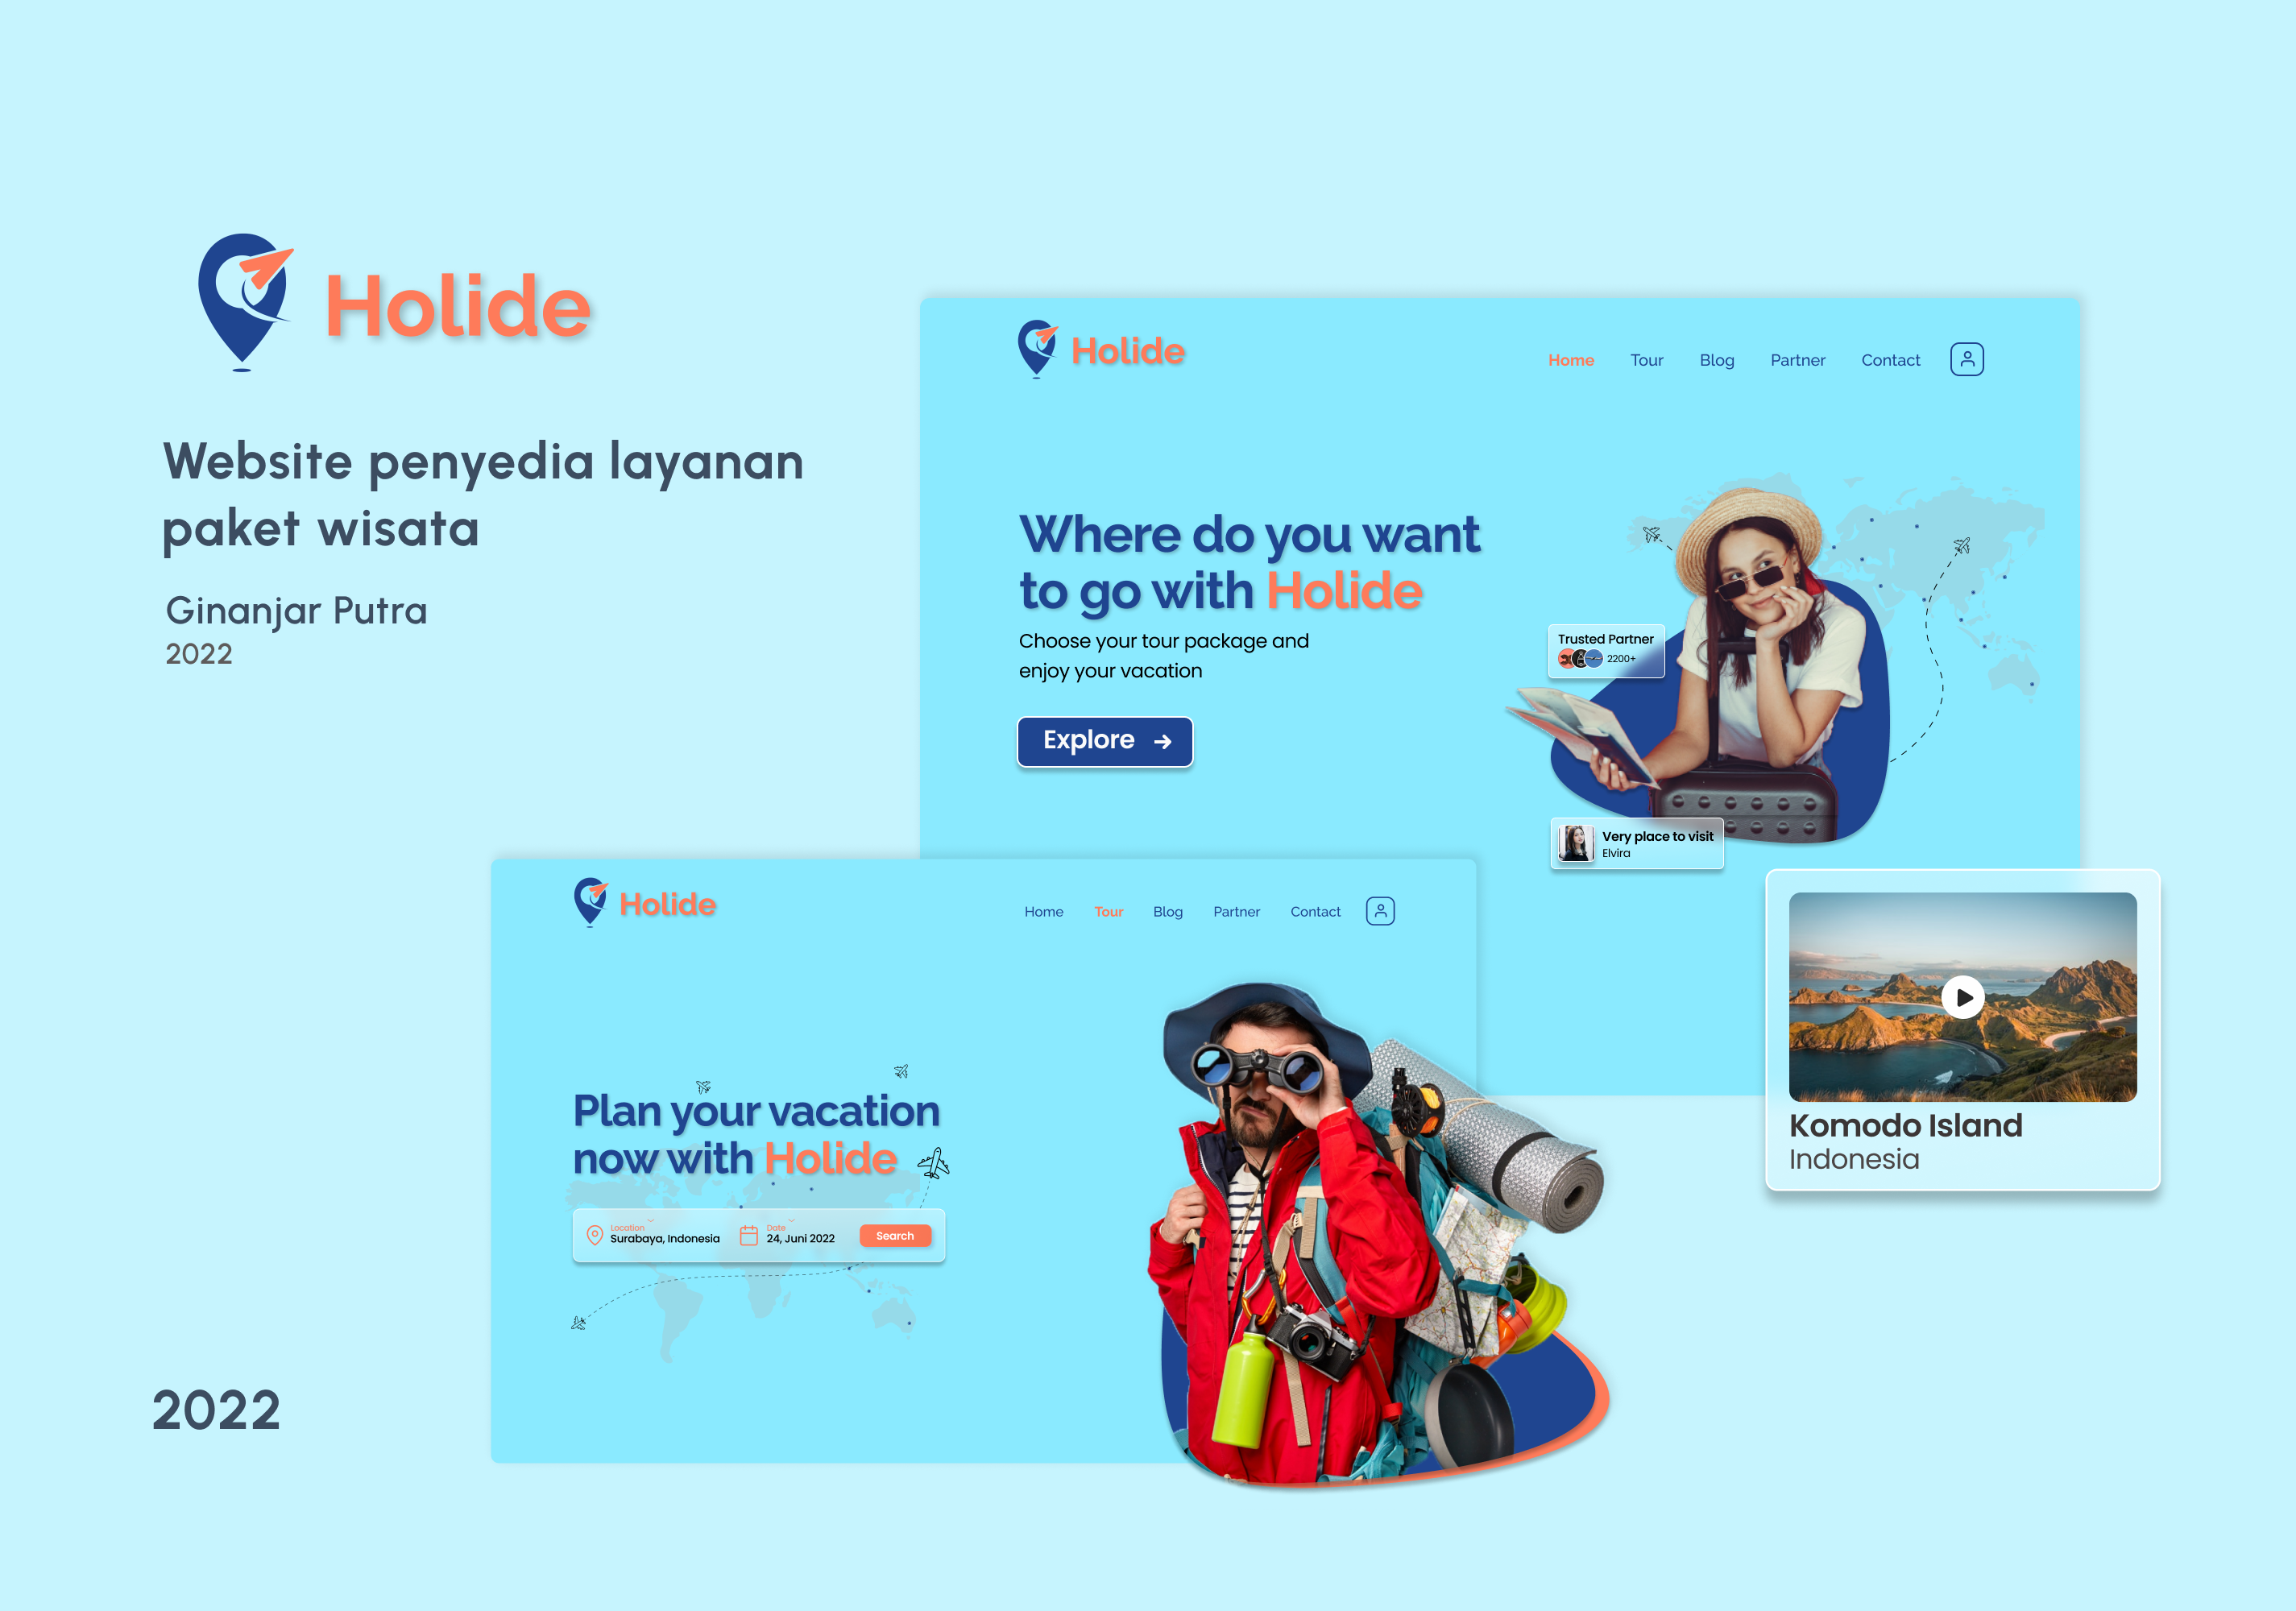 Holide
Website penyedia layanan
paket wisata
Ginanjar Putra
2022
Holide
Home Tour Blog Partner Contact
Where do you want
to go with Holide
Choose your tour package and
enjoy your vacation
Explore
Trusted Partner
2200+
Very place to visit
Elvira
Holide
Home Tour Blog Partner Contact
Plan your vacation
now with Holide
Location
Surabaya, Indonesia
Date
24, Juni 2022
Search
Komodo Island
Indonesia
2022